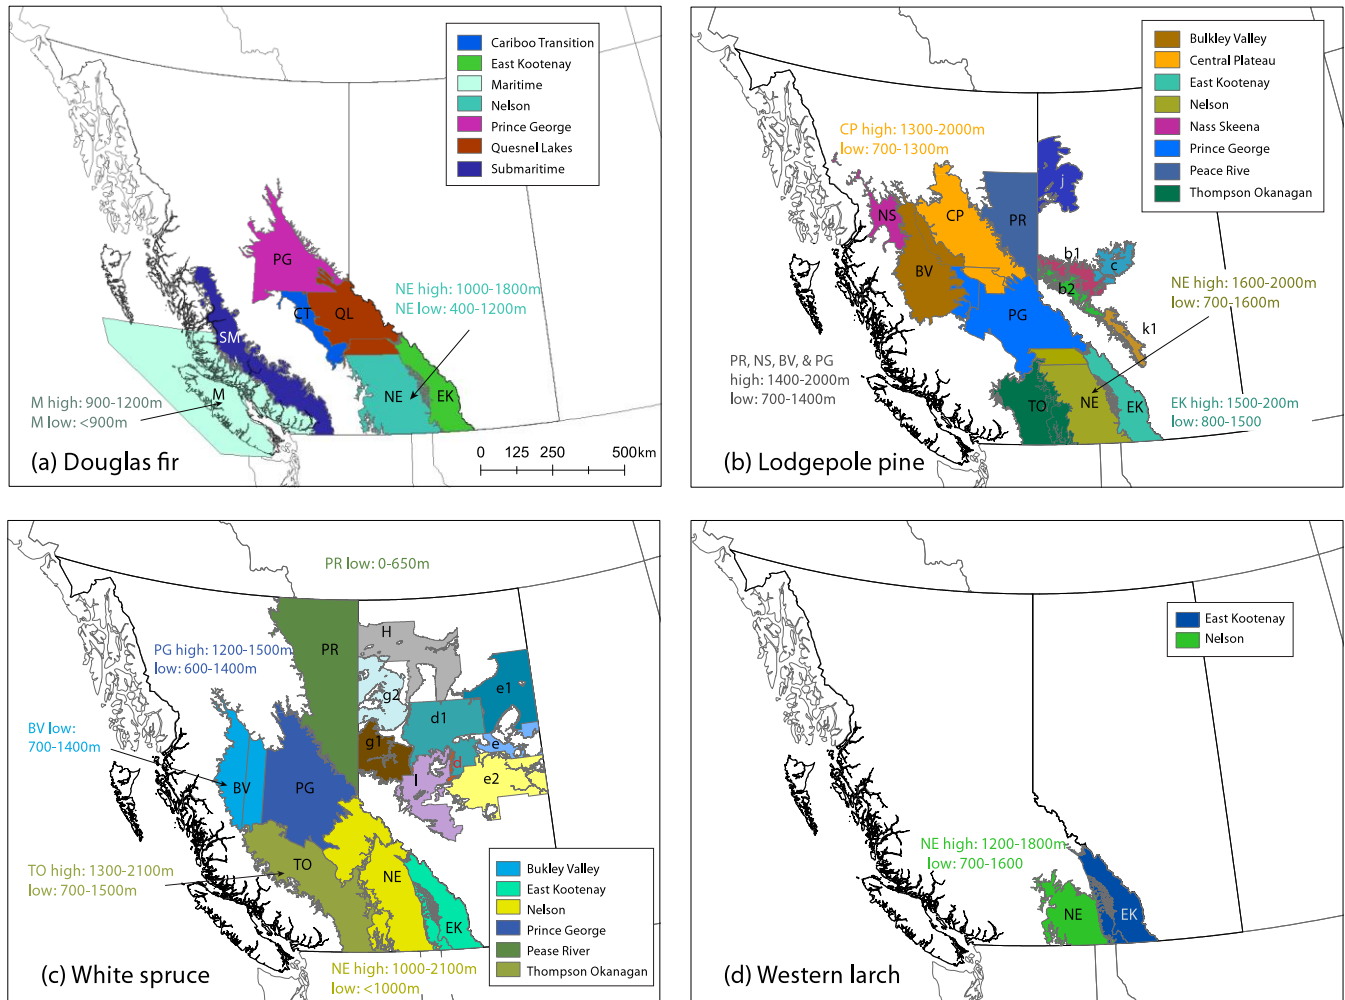 Cariboo Transition
East Kootenay
Maritime
Nelson
Prince George
Quesnel Lakes
Submaritime
PG
NE high: 1000-1800m
NE low: 400-1200m
CT
QL
SM
M
NE
EK
M high: 900-1200m
M low: <900m
0 125 250 500km
(a) Douglas fir
Bulkley Valley
Central Plateau
East Kootenay
Nelson
Nass Skeena
Prince George
Peace Rive
Thompson Okanagan
CP high: 1300-2000m
low: 700-1300m
j
NS
CP
PR
b1
c
BV
b2
NE high: 1600-2000m
low: 700-1600m
PG
k1
PR, NS, BV, & PG
high: 1400-2000m
low: 700-1400m
TO
NE
EK
EK high: 1500-200m
low: 800-1500
(b) Lodgepole pine
PR low: 0-650m
H
PG high: 1200-1500m
low: 600-1400m
PR
g2
e1
d1
BV low:
700-1400m
g1
e
d
BV
PG
l
e2
TO high: 1300-2100m
low: 700-1500m
TO
NE
EK
Bukley Valley
East Kootenay
Nelson
Prince George
Pease River
Thompson Okanagan
NE high: 1000-2100m
low: <1000m
(c) White spruce
East Kootenay
Nelson
NE high: 1200-1800m
low: 700-1600
NE
EK
(d) Western larch